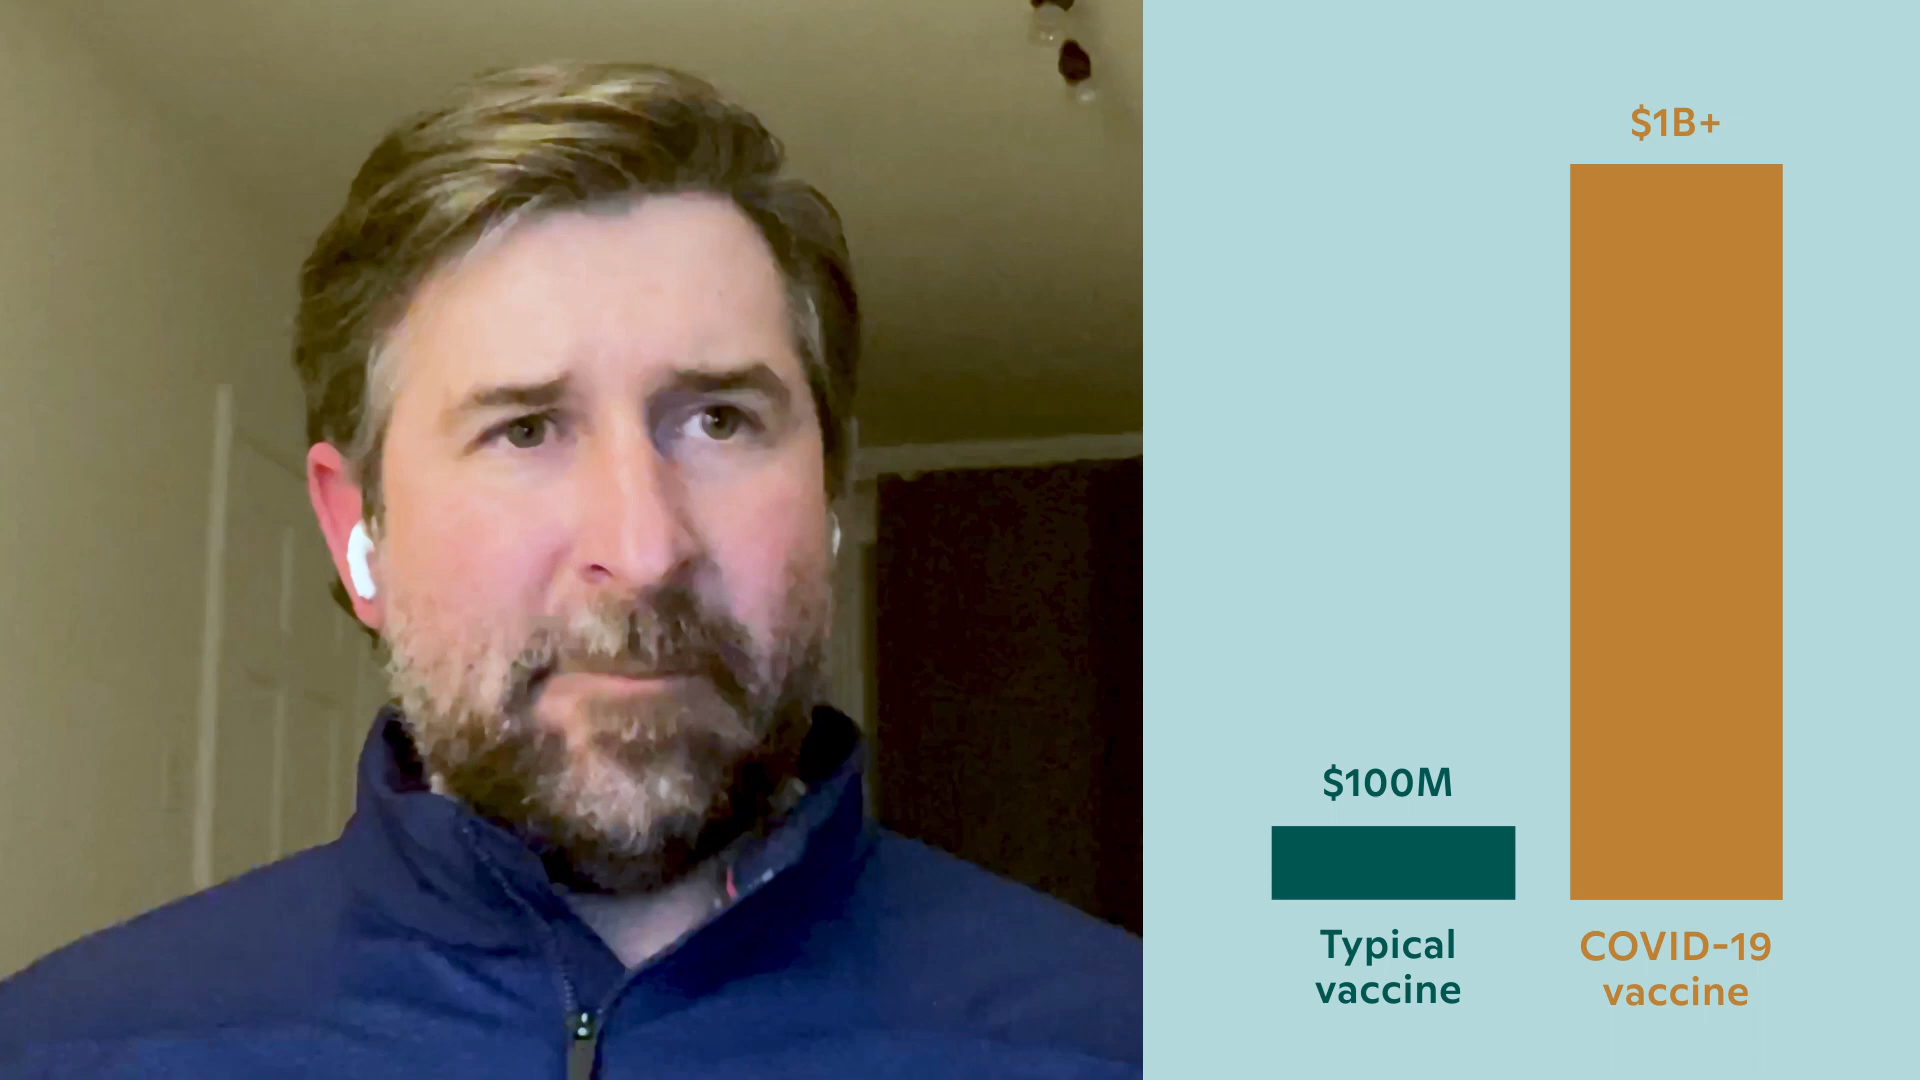 $1B+
$100M
Typical
vaccine
COVID-19
vaccine